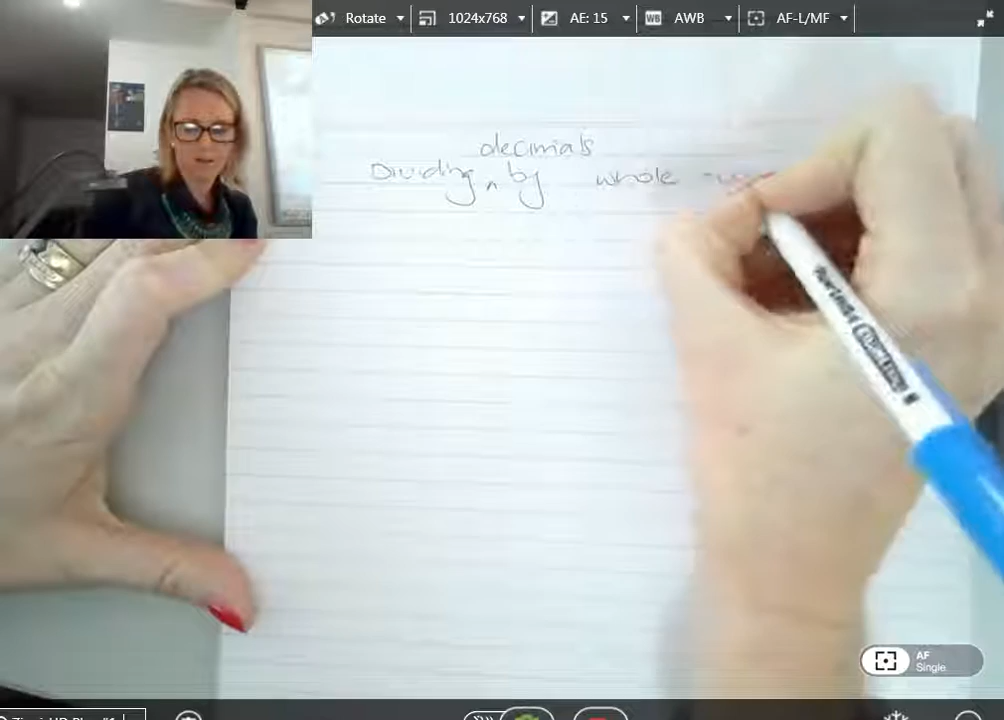 Rotate 1024x768 AE: 15 AWB AF-L/MF
decimals
Dividing ^ by whole
AF
Single